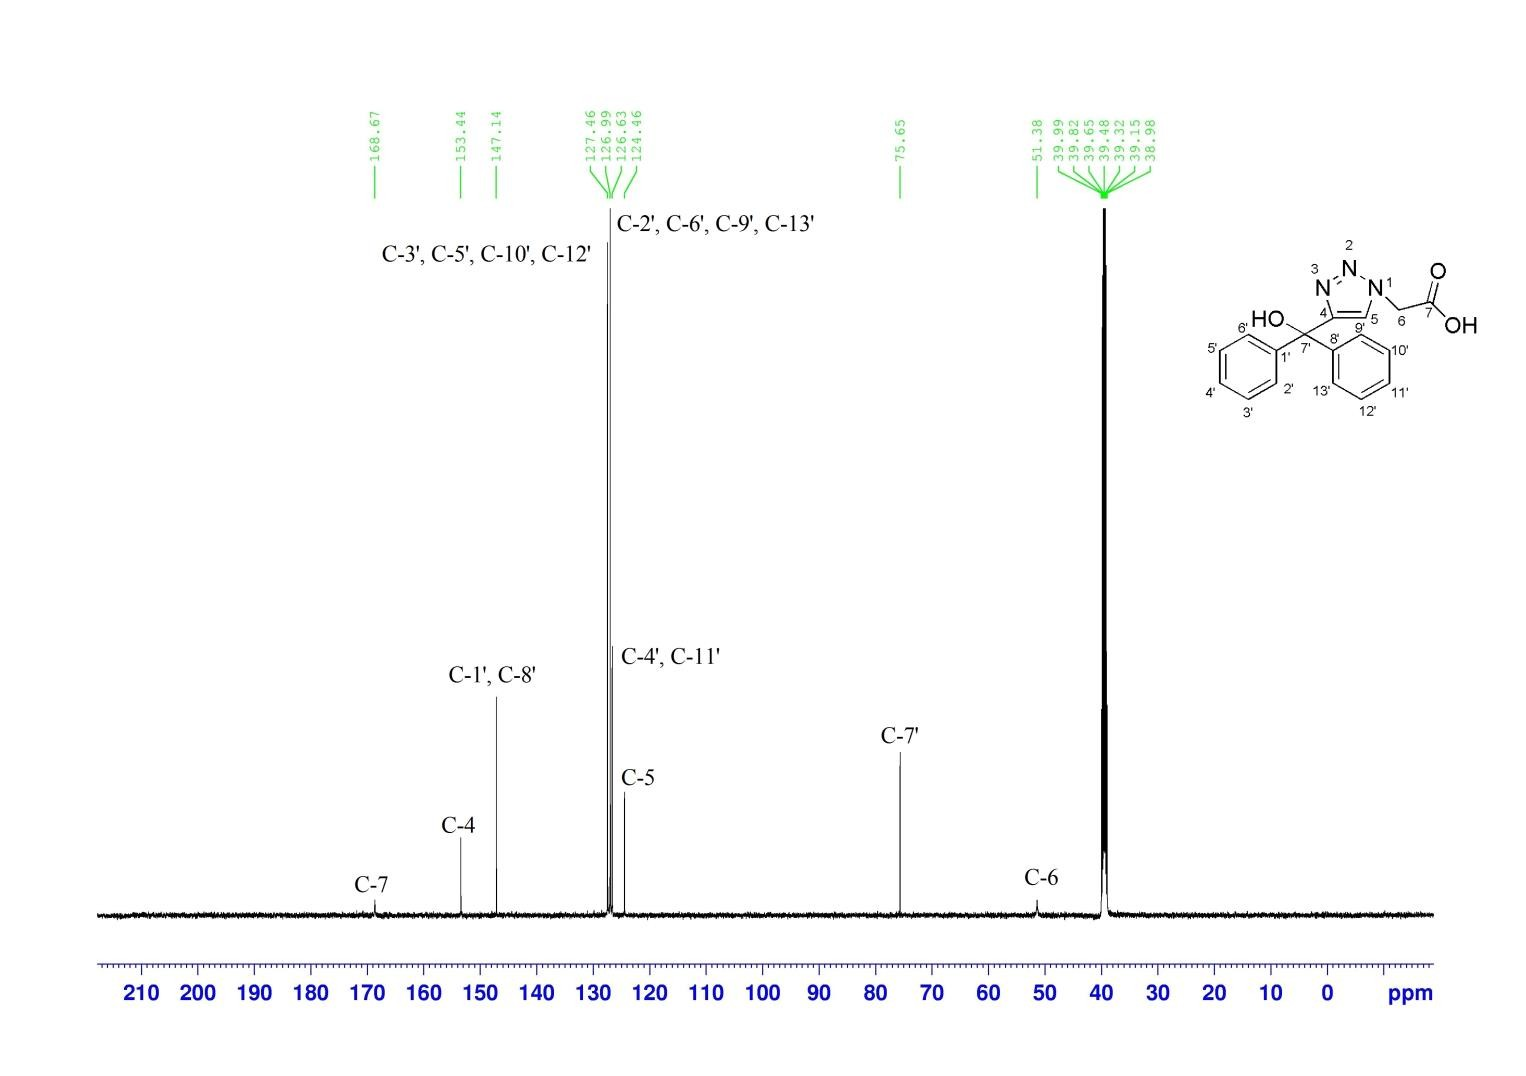 168.67
153.44
147.14
127.46
126.99
126.63
124.46
75.65
51.38
39.99
39.82
39.65
39.48
39.32
39.15
38.98
C-2', C-6', C-9', C-13'
C-3', C-5', C-10', C-12'
2
N
3
N
N
1
O
4
5
6
7
OH
HO
6'
5'
4'
3'
2'
1'
7'
8'
9'
10'
11'
12'
13'
C-4', C-11'
C-1', C-8'
C-7'
C-5
C-4
C-7
C-6
210 200 190 180 170 160 150 140 130 120 110 100 90 80 70 60 50 40 30 20 10 0 ppm